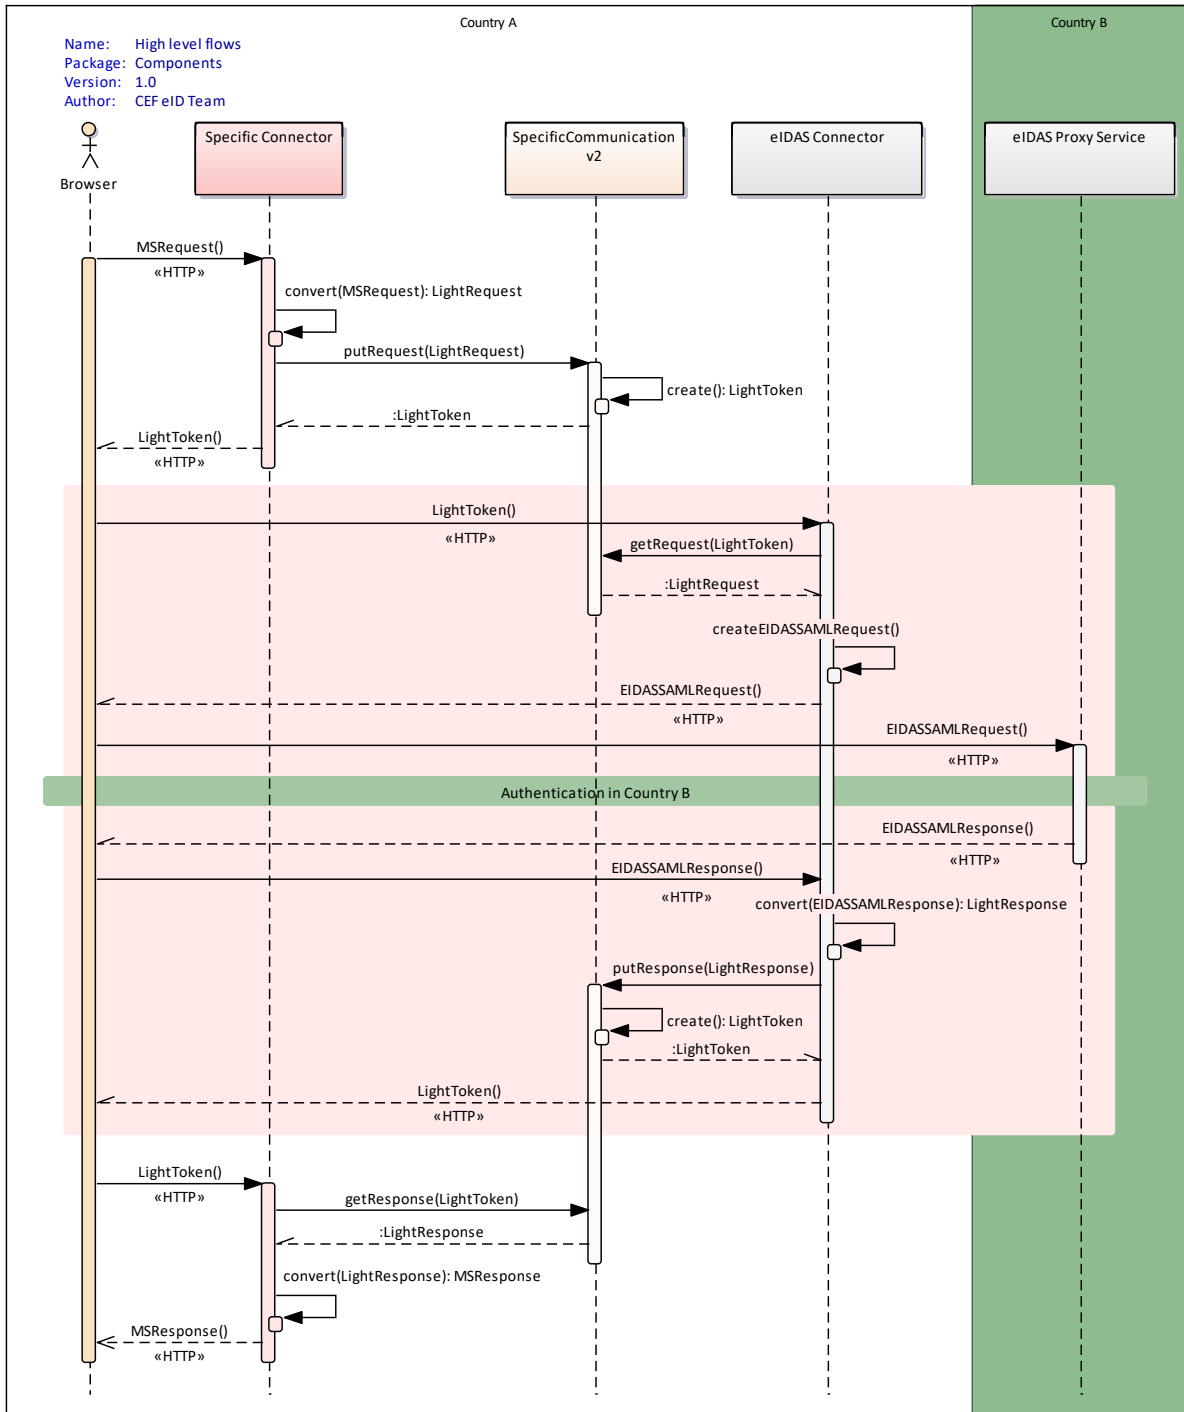 Country A
Country B
Name: High level flows
Package: Components
Version: 1.0
Author: CEF eID Team
Browser
Specific Connector
SpecificCommunication
v2
eIDAS Connector
eIDAS Proxy Service
MSRequest()
«HTTP»
convert(MSRequest): LightRequest
putRequest(LightRequest)
create(): LightToken
:LightToken
LightToken()
«HTTP»
LightToken()
«HTTP»
getRequest(LightToken)
:LightRequest
createEIDASSAMLRequest()
EIDASSAMLRequest()
«HTTP»
EIDASSAMLRequest()
«HTTP»
Authentication in Country B
EIDASSAMLResponse()
«HTTP»
EIDASSAMLResponse()
«HTTP»
convert(EIDASSAMLResponse): LightResponse
putResponse(LightResponse)
create(): LightToken
:LightToken
LightToken()
«HTTP»
LightToken()
«HTTP»
getResponse(LightToken)
:LightResponse
convert(LightResponse): MSResponse
MSResponse()
«HTTP»